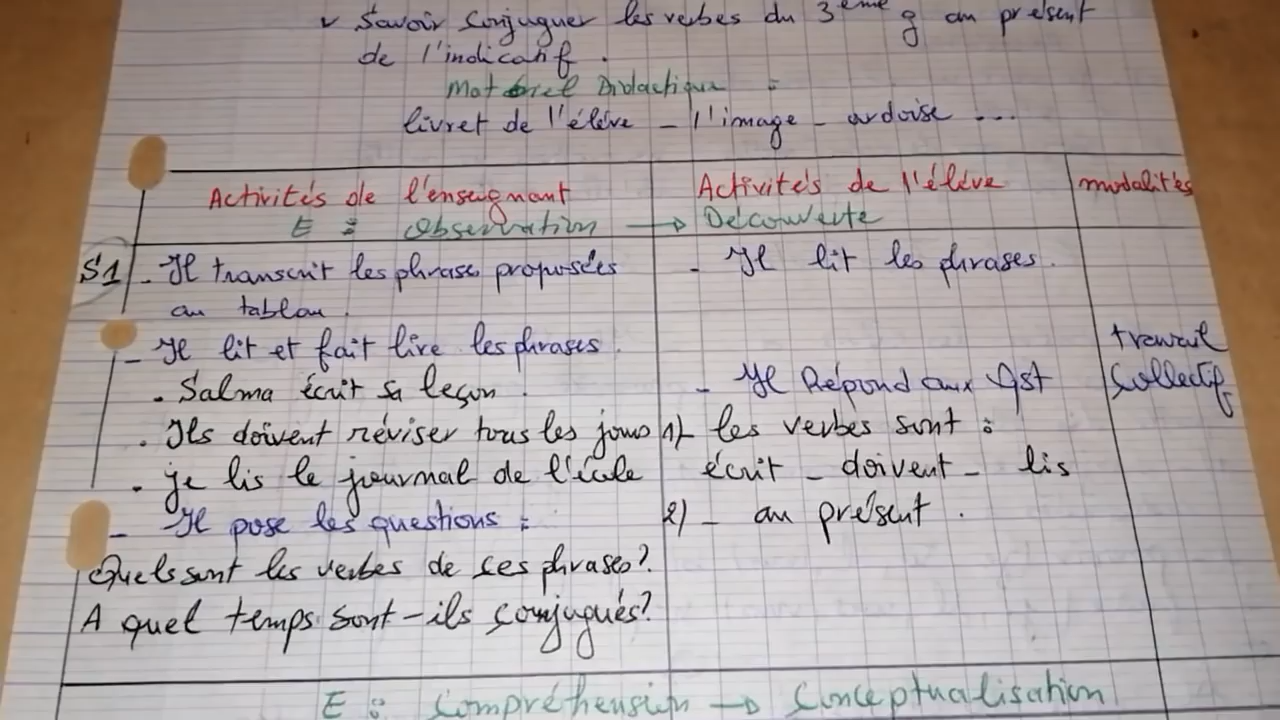 ✓ Savoir conjuguer les verbes du 3ème g au présent
de l'indicatif.
Matériel Didactique :
livret de l'élève - l'image - ardoise ...
Activités de l'enseignant
Activités de l'élève
modalités
E : Observation → Découverte
S1
- Il transcrit les phrases proposées
au tableau.
- Il lit les phrases.
- Il lit et fait lire les phrases.
. Salma écrit sa leçon.
. Ils doivent réviser tous les jours
. je lis le journal de l'école
- Il pose les questions :
Quels sont les verbes de ces phrases?
A quel temps sont-ils conjugués?
- Il Répond aux Qst
1) les verbes sont :
écrit - doivent - lis
2) - au présent.
travail
collectif
E : Compréhension → Conceptualisation